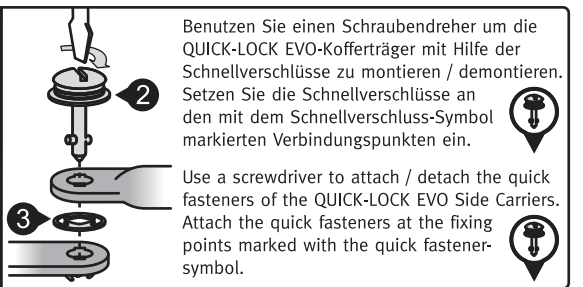 Benutzen Sie einen Schraubendreher um die
QUICK-LOCK EVO-Kofferträger mit Hilfe der
Schnellverschlüsse zu montieren / demontieren.
Setzen Sie die Schnellverschlüsse an
den mit dem Schnellverschluss-Symbol
markierten Verbindungspunkten ein.
Use a screwdriver to attach / detach the quick
fasteners of the QUICK-LOCK EVO Side Carriers.
Attach the quick fasteners at the fixing
points marked with the quick fastener-
symbol.
2
3